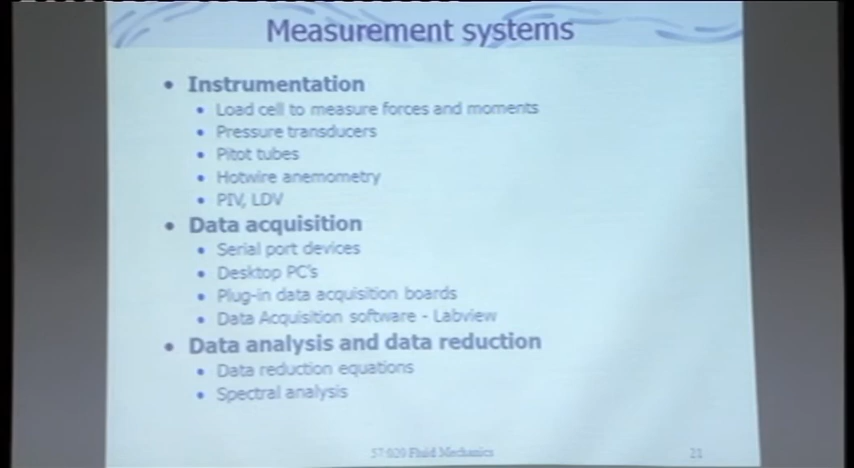 Measurement systems
• Instrumentation
• Load cell to measure forces and moments
• Pressure transducers
• Pitot tubes
• Hotwire anemometry
• PIV, LDV
• Data acquisition
• Serial port devices
• Desktop PC's
• Plug-in data acquisition boards
• Data Acquisition software - Labview
• Data analysis and data reduction
• Data reduction equations
• Spectral analysis
57:020 Fluid Mechanics
21